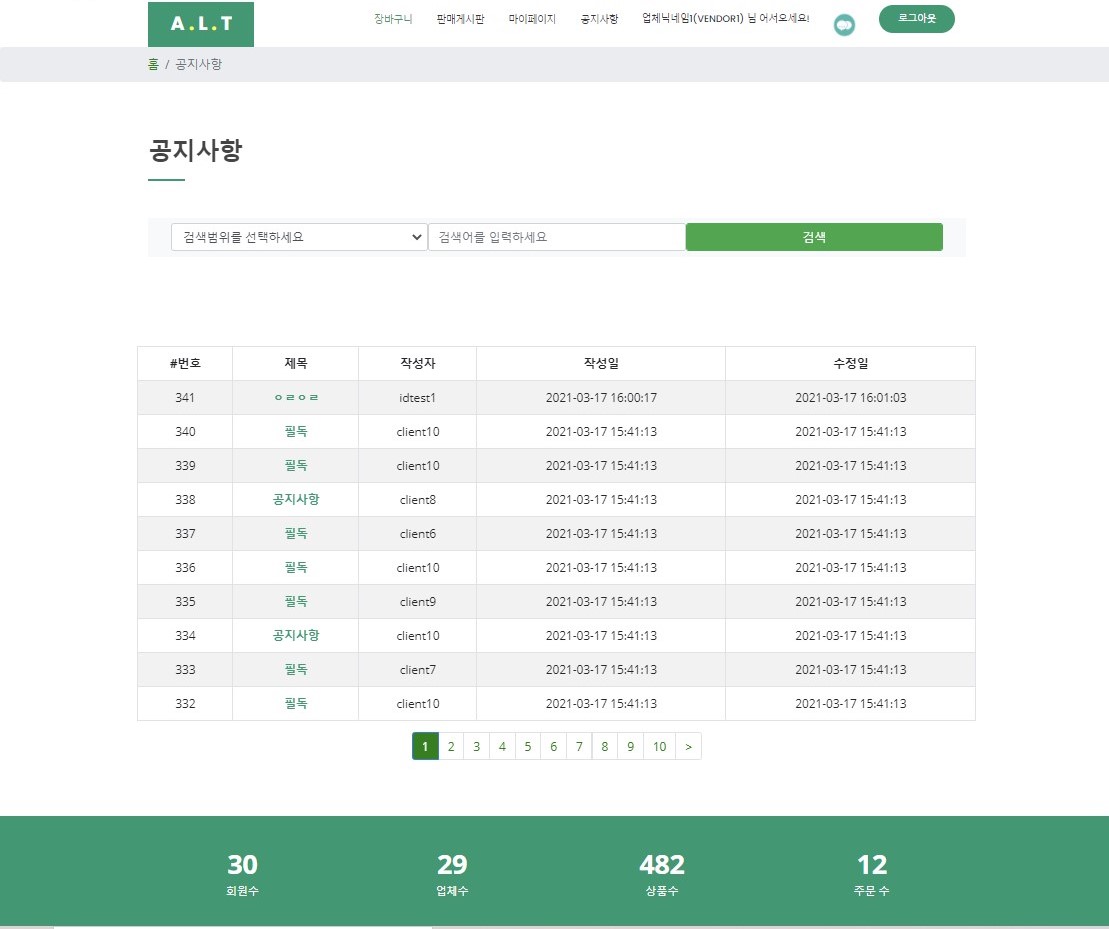 A.L.T
장바구니 판매게시판 마이페이지 공지사항 업체닉네임1(VENDOR1) 님 어서오세요! 로그아웃
홈 / 공지사항
공지사항
검색범위를 선택하세요 검색어를 입력하세요 검색
#번호 제목 작성자 작성일 수정일
341 ㅇㄹㅇㄹ idtest1 2021-03-17 16:00:17 2021-03-17 16:01:03
340 필독 client10 2021-03-17 15:41:13 2021-03-17 15:41:13
339 필독 client10 2021-03-17 15:41:13 2021-03-17 15:41:13
338 공지사항 client8 2021-03-17 15:41:13 2021-03-17 15:41:13
337 필독 client6 2021-03-17 15:41:13 2021-03-17 15:41:13
336 필독 client10 2021-03-17 15:41:13 2021-03-17 15:41:13
335 필독 client9 2021-03-17 15:41:13 2021-03-17 15:41:13
334 공지사항 client10 2021-03-17 15:41:13 2021-03-17 15:41:13
333 필독 client7 2021-03-17 15:41:13 2021-03-17 15:41:13
332 필독 client10 2021-03-17 15:41:13 2021-03-17 15:41:13
1 2 3 4 5 6 7 8 9 10 >
30 29 482 12
회원수 업체수 상품수 주문 수